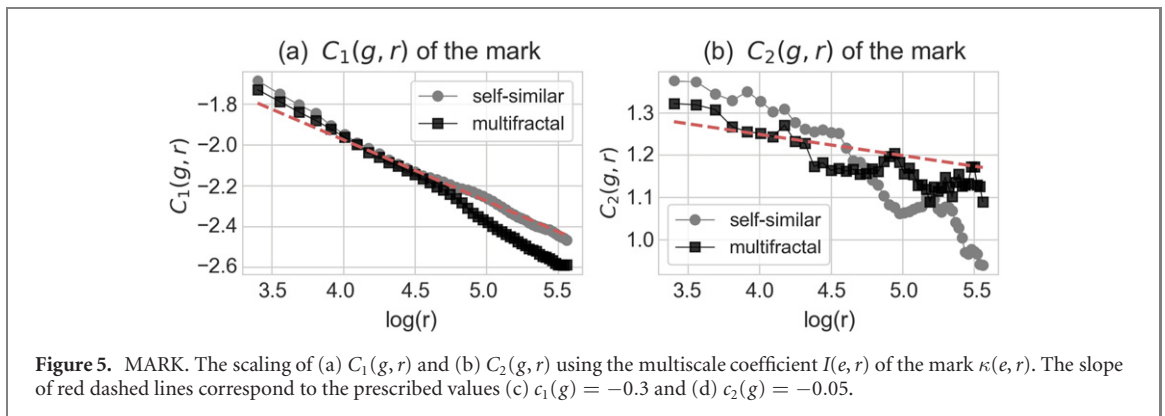 (a) C₁(g, r) of the mark
(b) C₂(g, r) of the mark
C₁(g, r)
−1.8
−2.0
−2.2
−2.4
−2.6
self-similar
multifractal
3.5 4.0 4.5 5.0 5.5
log(r)
C₂(g, r)
1.3
1.2
1.1
1.0
self-similar
multifractal
3.5 4.0 4.5 5.0 5.5
log(r)
Figure 5. MARK. The scaling of (a) C₁(g, r) and (b) C₂(g, r) using the multiscale coefficient I(e, r) of the mark κ(e, r). The slope
of red dashed lines correspond to the prescribed values (c) c₁(g) = −0.3 and (d) c₂(g) = −0.05.